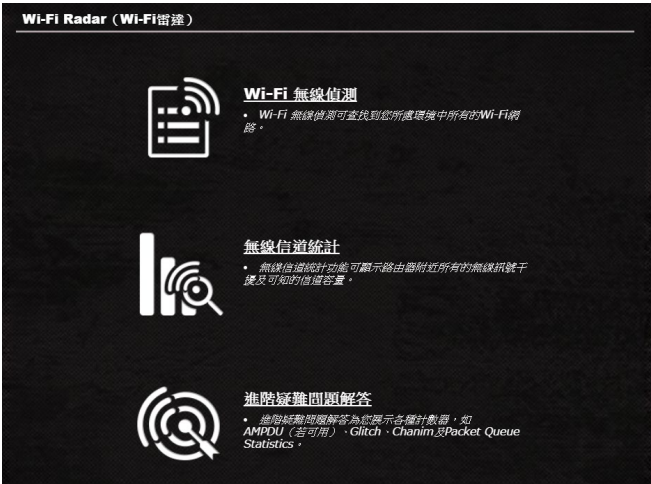 Wi-Fi Radar（Wi-Fi雷達）
Wi-Fi 無線偵測
• Wi-Fi 無線偵測可查找到您所處環境中所有的Wi-Fi網
路。
無線信道統計
• 無線信道統計功能可顯示路由器附近所有的無線訊號干
擾及可知的信道容量。
進階疑難問題解答
• 進階疑難問題解答為您展示各種計數器，如
AMPDU（若可用）、Glitch、Chanim及Packet Queue
Statistics。